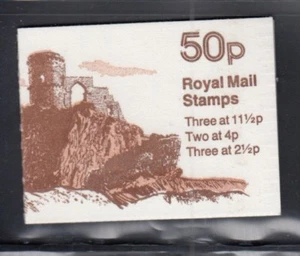 50p
Royal Mail
Stamps
Three at 11½p
Two at 4p
Three at 2½p